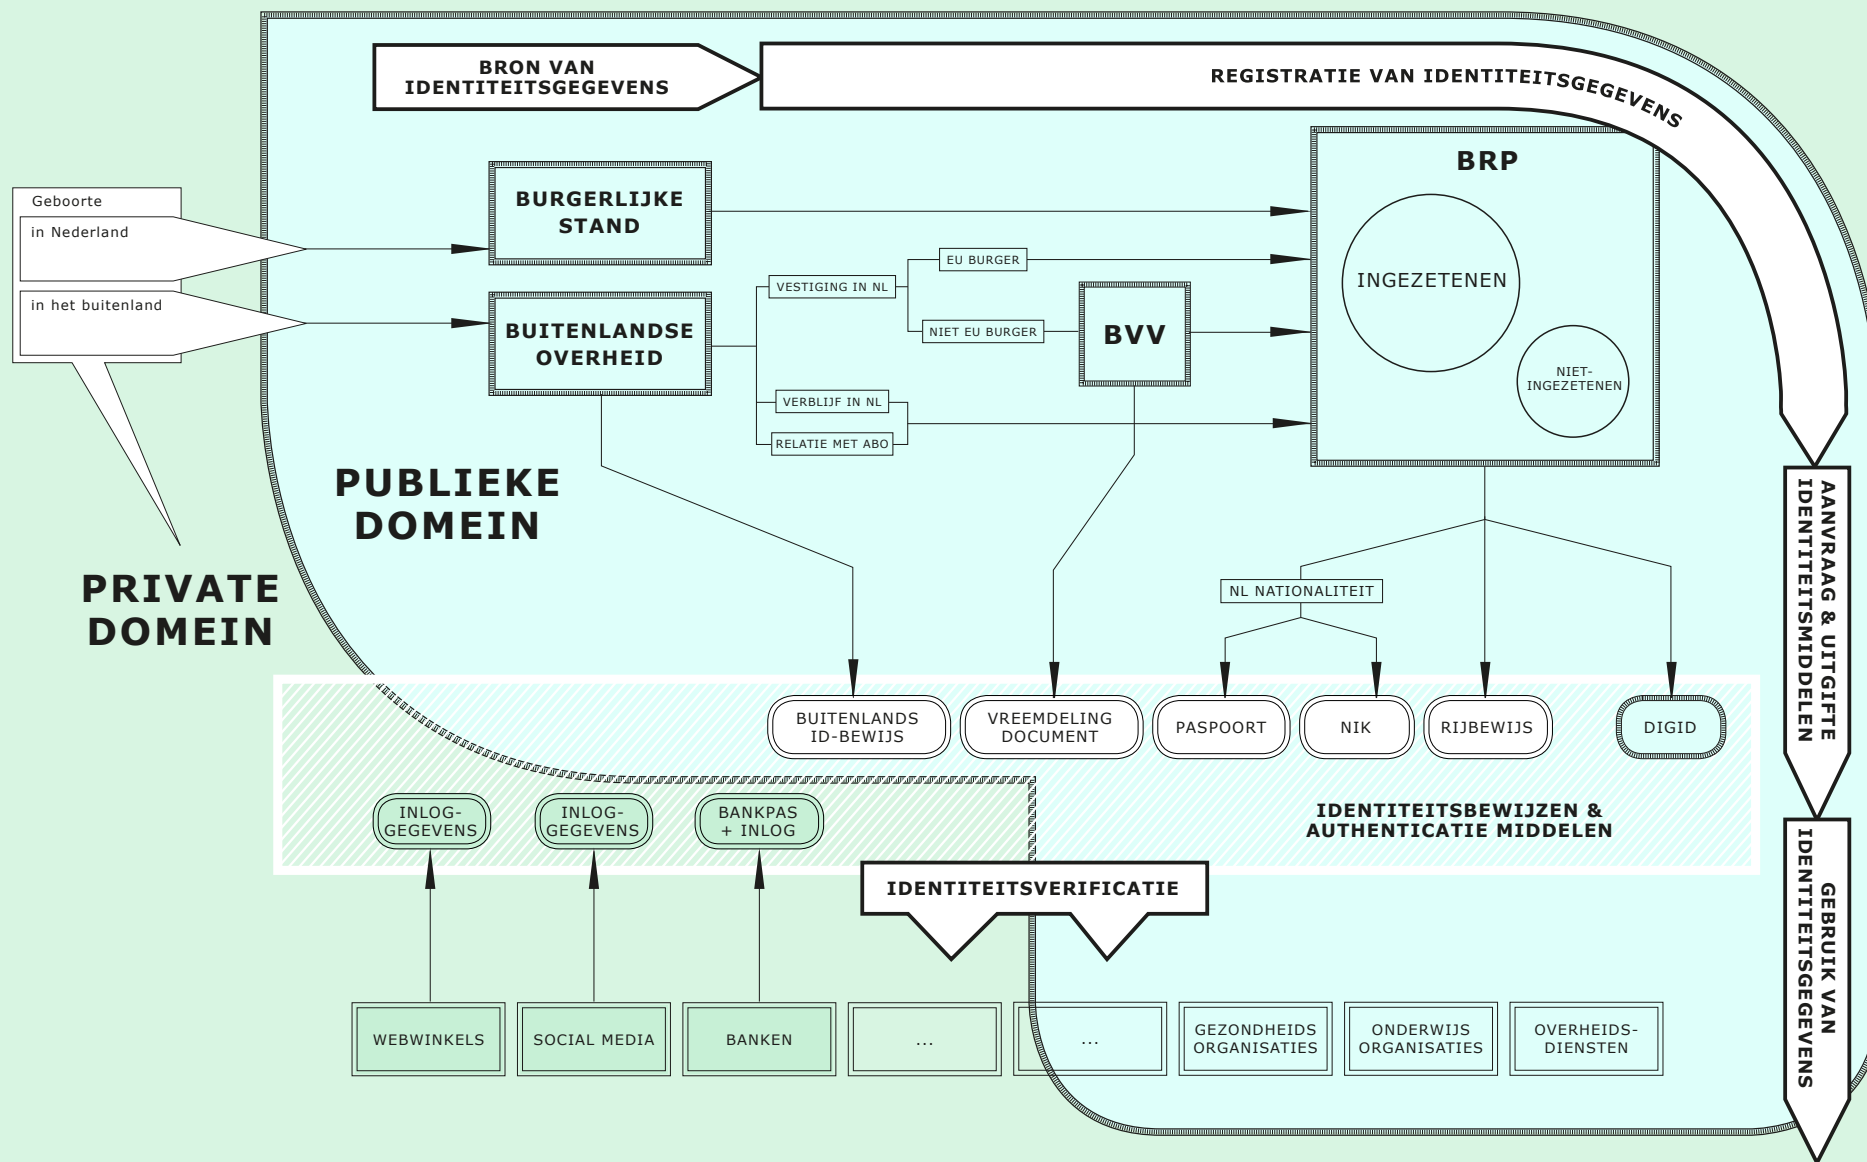 BRON VAN
IDENTITEITSGEGEVENS
REGISTRATIE VAN IDENTITEITSGEGEVENS
BRP
Geboorte
in Nederland
in het buitenland
BURGERLIJKE
STAND
BUITENLANDSE
OVERHEID
EU BURGER
VESTIGING IN NL
NIET EU BURGER
BVV
VERBLIJF IN NL
RELATIE MET ABO
INGEZETENEN
NIET-
INGEZETENEN
PUBLIEKE
DOMEIN
PRIVATE
DOMEIN
AANVRAAG & UITGIFTE
IDENTITEITSMIDDELEN
NL NATIONALITEIT
BUITENLANDS
ID-BEWIJS
VREEMDELING
DOCUMENT
PASPOORT
NIK
RIJBEWIJS
DIGID
INLOG-
GEGEVENS
INLOG-
GEGEVENS
BANKPAS
+ INLOG
IDENTITEITSBEWIJZEN &
AUTHENTICATIE MIDDELEN
IDENTITEITSVERIFICATIE
GEBRUIK VAN
IDENTITEITSGEGEVENS
WEBWINKELS
SOCIAL MEDIA
BANKEN
...
...
GEZONDHEIDS
ORGANISATIES
ONDERWIJS
ORGANISATIES
OVERHEIDS-
DIENSTEN